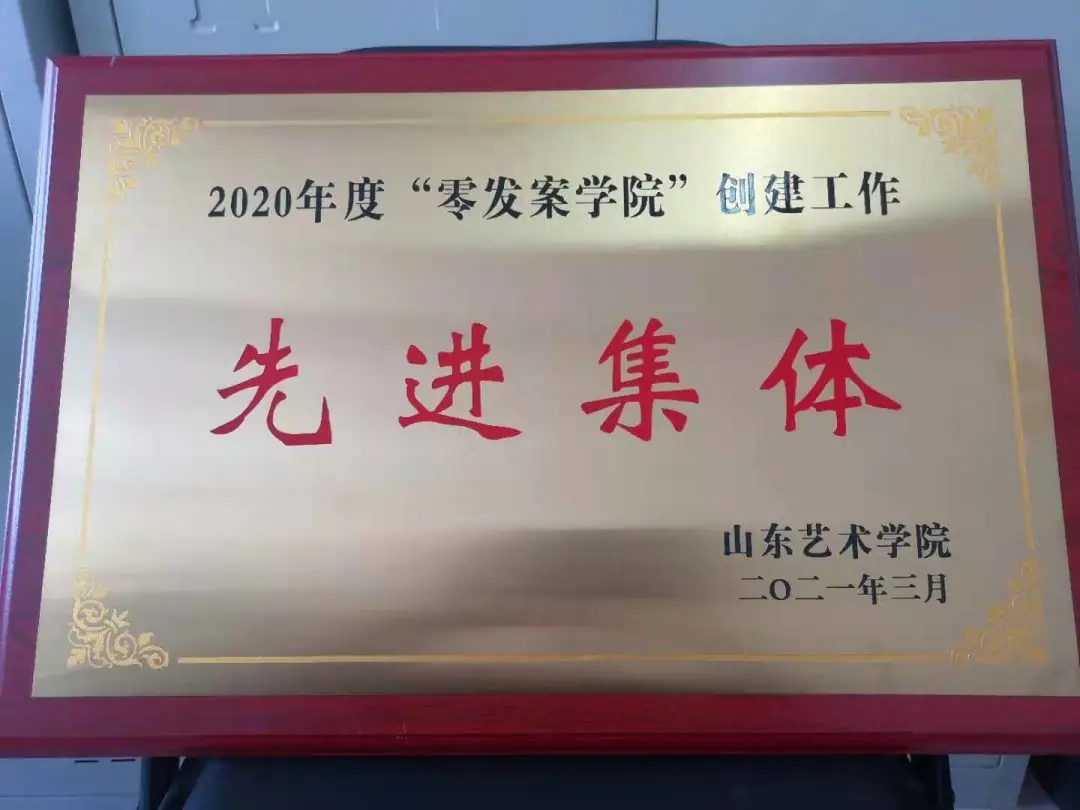 2020年度“零发案学院”创建工作
先进集体
山东艺术学院
二〇二一年三月